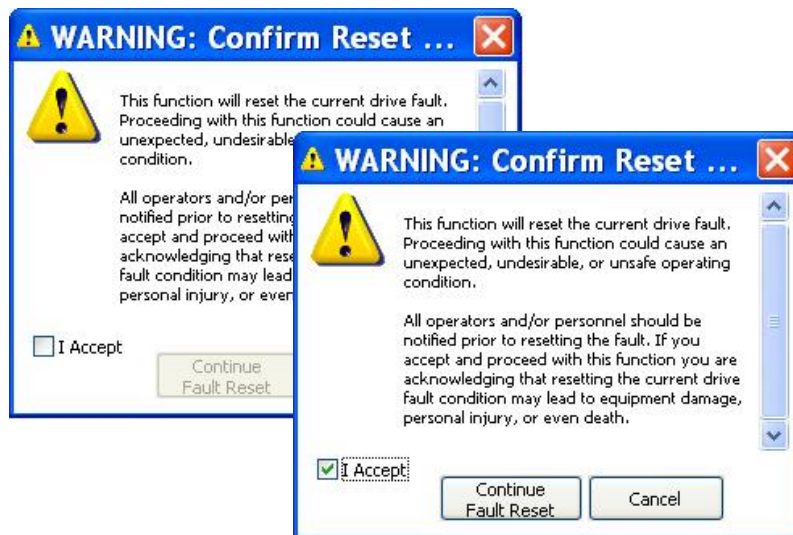 WARNING: Confirm Reset ...
This function will reset the current drive fault.
Proceeding with this function could cause an
unexpected, undesirable
condition.
All operators and/or
notified prior to resetting
accept and proceed with
acknowledging that
fault condition may lead
personal injury, or even
I Accept
Continue
Fault Reset
WARNING: Confirm Reset ...
This function will reset the current drive fault.
Proceeding with this function could cause an
unexpected, undesirable, or unsafe operating
condition.
All operators and/or personnel should be
notified prior to resetting the fault. If you
accept and proceed with this function you are
acknowledging that resetting the current drive
fault condition may lead to equipment damage,
personal injury, or even death.
I Accept
Continue
Fault Reset
Cancel